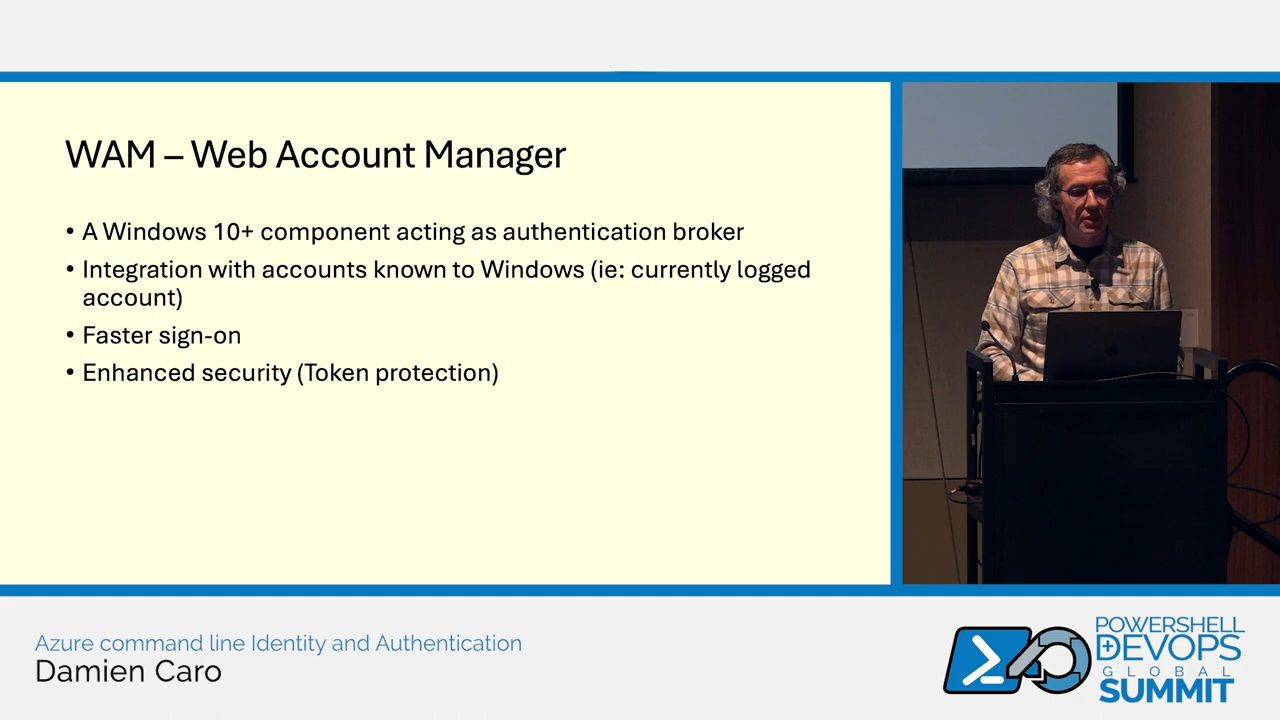 WAM – Web Account Manager
• A Windows 10+ component acting as authentication broker
• Integration with accounts known to Windows (ie: currently logged
account)
• Faster sign-on
• Enhanced security (Token protection)
Azure command line Identity and Authentication
Damien Caro
POWERSHELL
DEVOPS
GLOBAL
SUMMIT